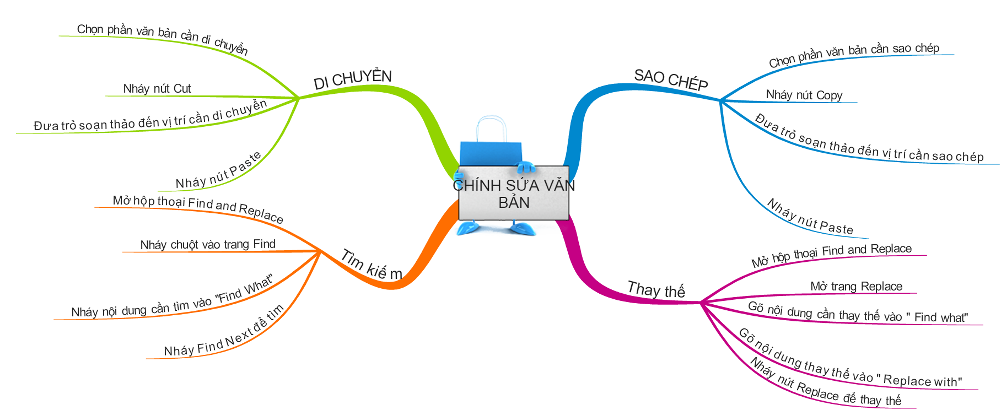 CHÍNH SỨA VĂN
BẢN
DI CHUYỂN
Chọn phần văn bản cần di chuyển
Nháy nút Cut
Đưa trỏ soạn thảo đến vị trí cần di chuyển
Nháy nút Paste
SAO CHÉP
Chọn phần văn bản cần sao chép
Nháy nút Copy
Đưa trỏ soạn thảo đến vị trí cần sao chép
Nháy nút Paste
Tìm kiế m
Mở hộp thoại Find and Replace
Nháy chuột vào trang Find
Nháy nội dung cần tìm vào "Find What"
Nháy Find Next để tìm
Thay thế
Mở hộp thoại Find and Replace
Mở trang Replace
Gõ nội dung cần thay thế vào " Find what"
Gõ nội dung thay thế vào " Replace with"
Nháy nút Replace để thay thế